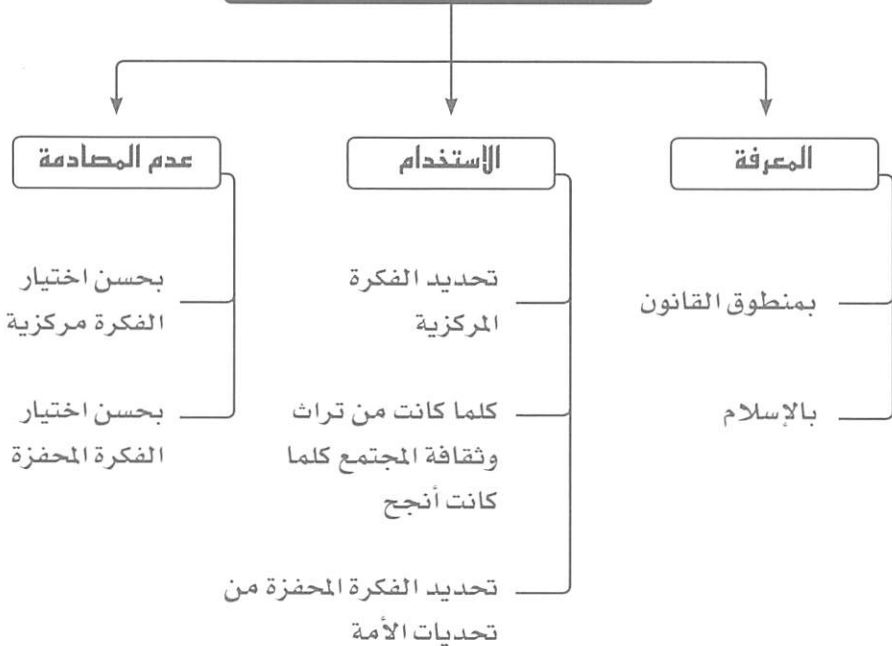 المعرفة
بمنطوق القانون
بالإسلام
الاستخدام
تحديد الفكرة
المركزية
كلما كانت من تراث
وثقافة المجتمع كلما
كانت أنجح
تحديد الفكرة المحفزة من
تحديات الأمة
عدم المصادمة
بحسن اختيار
الفكرة مركزية
بحسن اختيار
الفكرة المحفزة